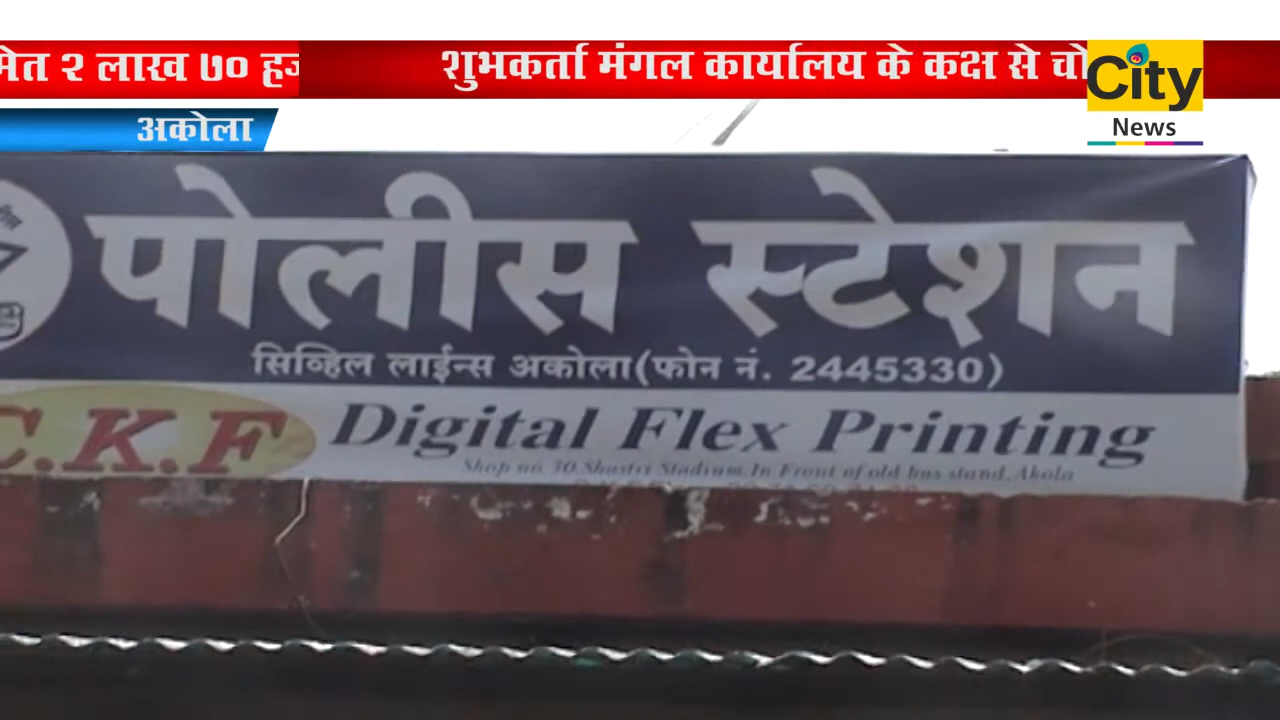 २ लाख ७०
शुभकर्ता मंगल कार्यालय के कक्ष से
City
News
अकोला
पोलीस स्टेशन
सिव्हिल लाईन्स अकोला(फोन नं. 2445330)
C.K.F Digital Flex Printing
Shop no 30 Shastri Stadium, In Front of old bus stand, Akola